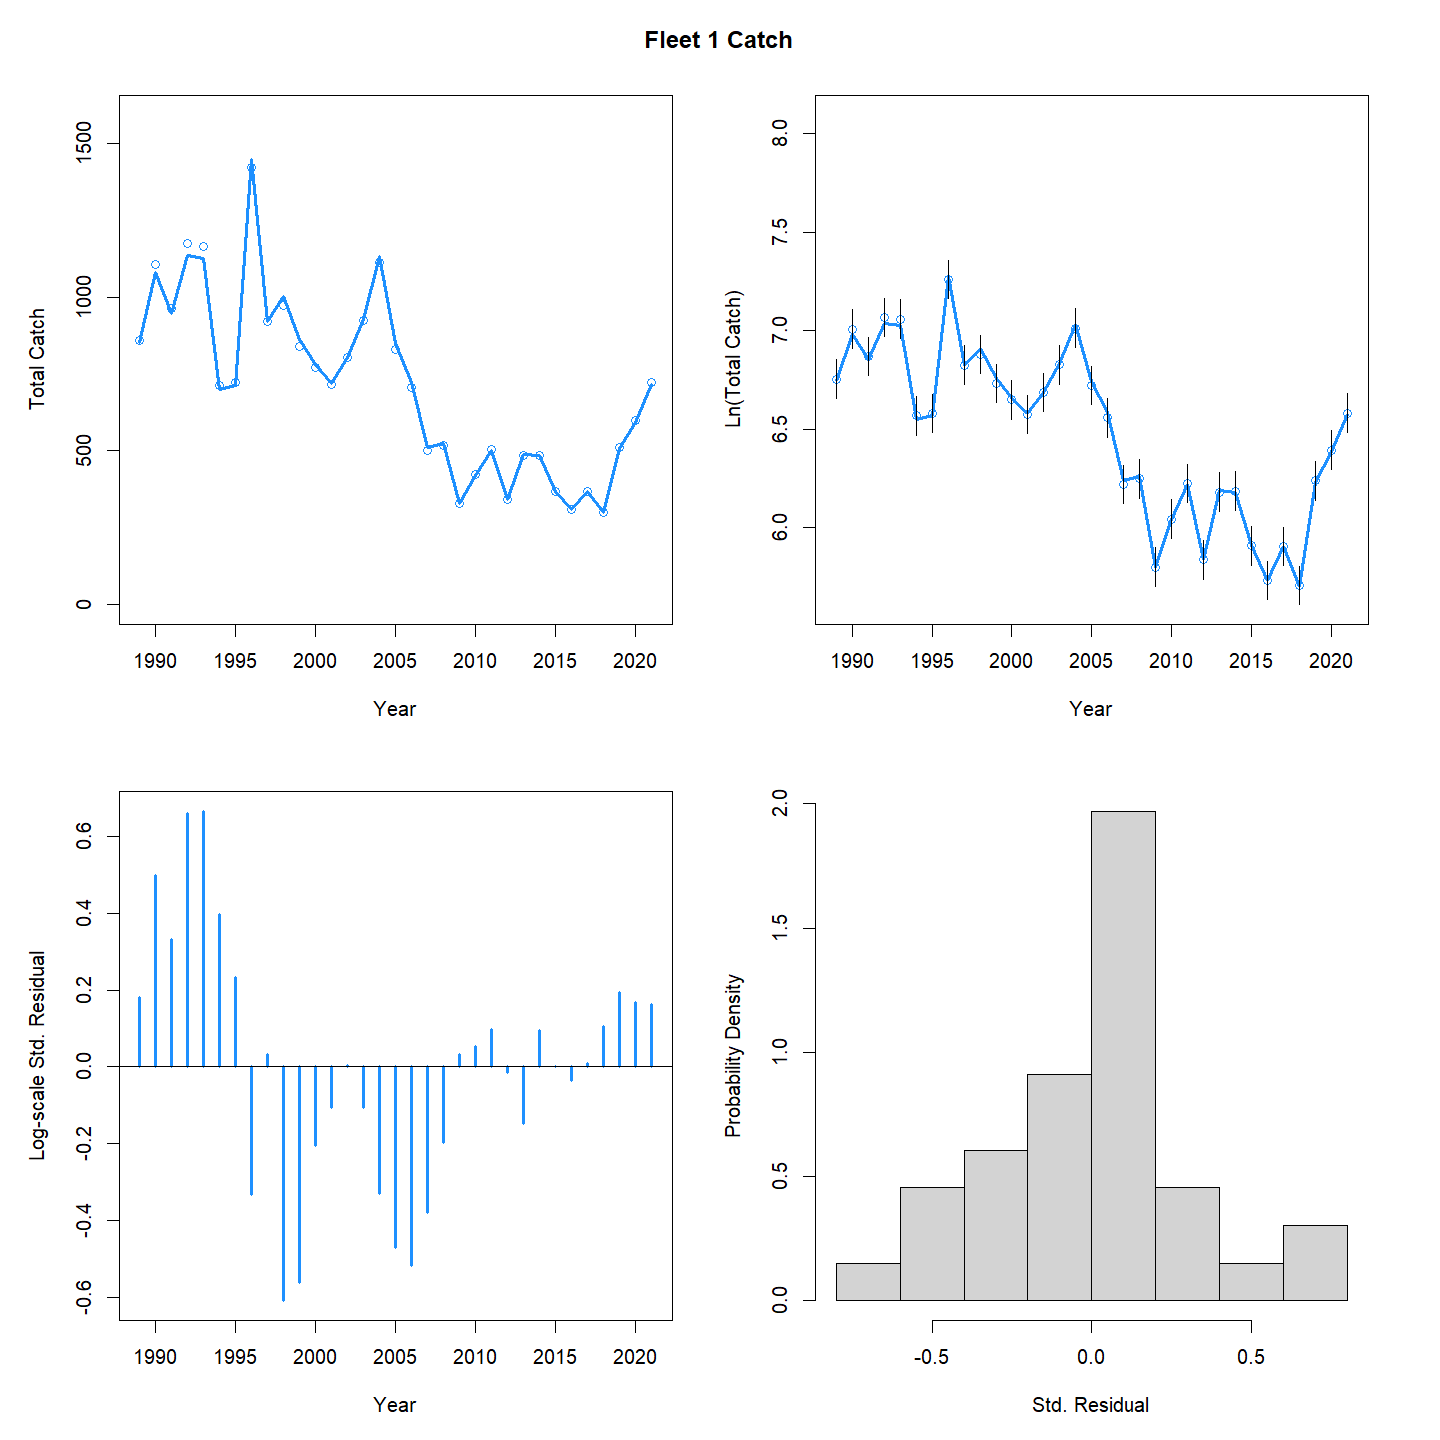 Fleet 1 Catch
Total Catch
0
500
1000
1500
1990 1995 2000 2005 2010 2015 2020
Year
Ln(Total Catch)
6.0
6.5
7.0
7.5
8.0
1990 1995 2000 2005 2010 2015 2020
Year
Log-scale Std. Residual
-0.6
-0.4
-0.2
0.0
0.2
0.4
0.6
1990 1995 2000 2005 2010 2015 2020
Year
Probability Density
0.0
0.5
1.0
1.5
2.0
-0.5 0.0 0.5
Std. Residual